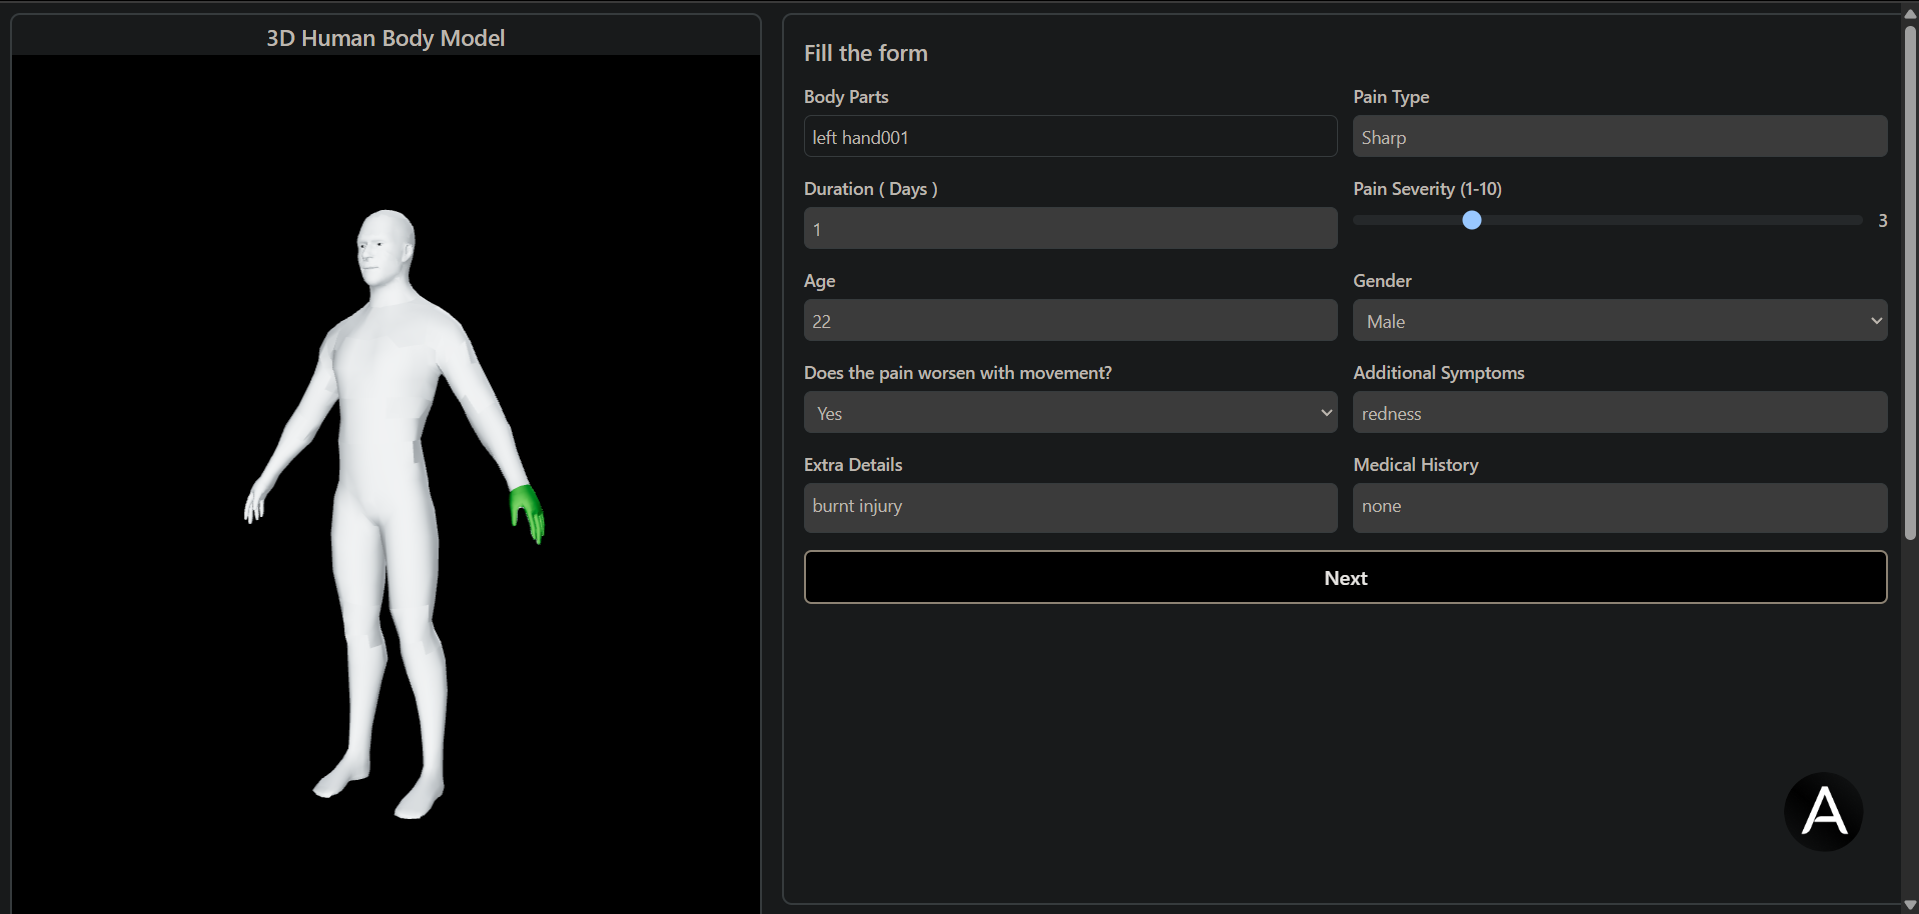 3D Human Body Model
Fill the form
Body Parts
Pain Type
left hand001
Sharp
Duration ( Days )
Pain Severity (1-10)
1
3
Age
Gender
22
Male
Does the pain worsen with movement?
Additional Symptoms
Yes
redness
Extra Details
Medical History
burnt injury
none
Next
A